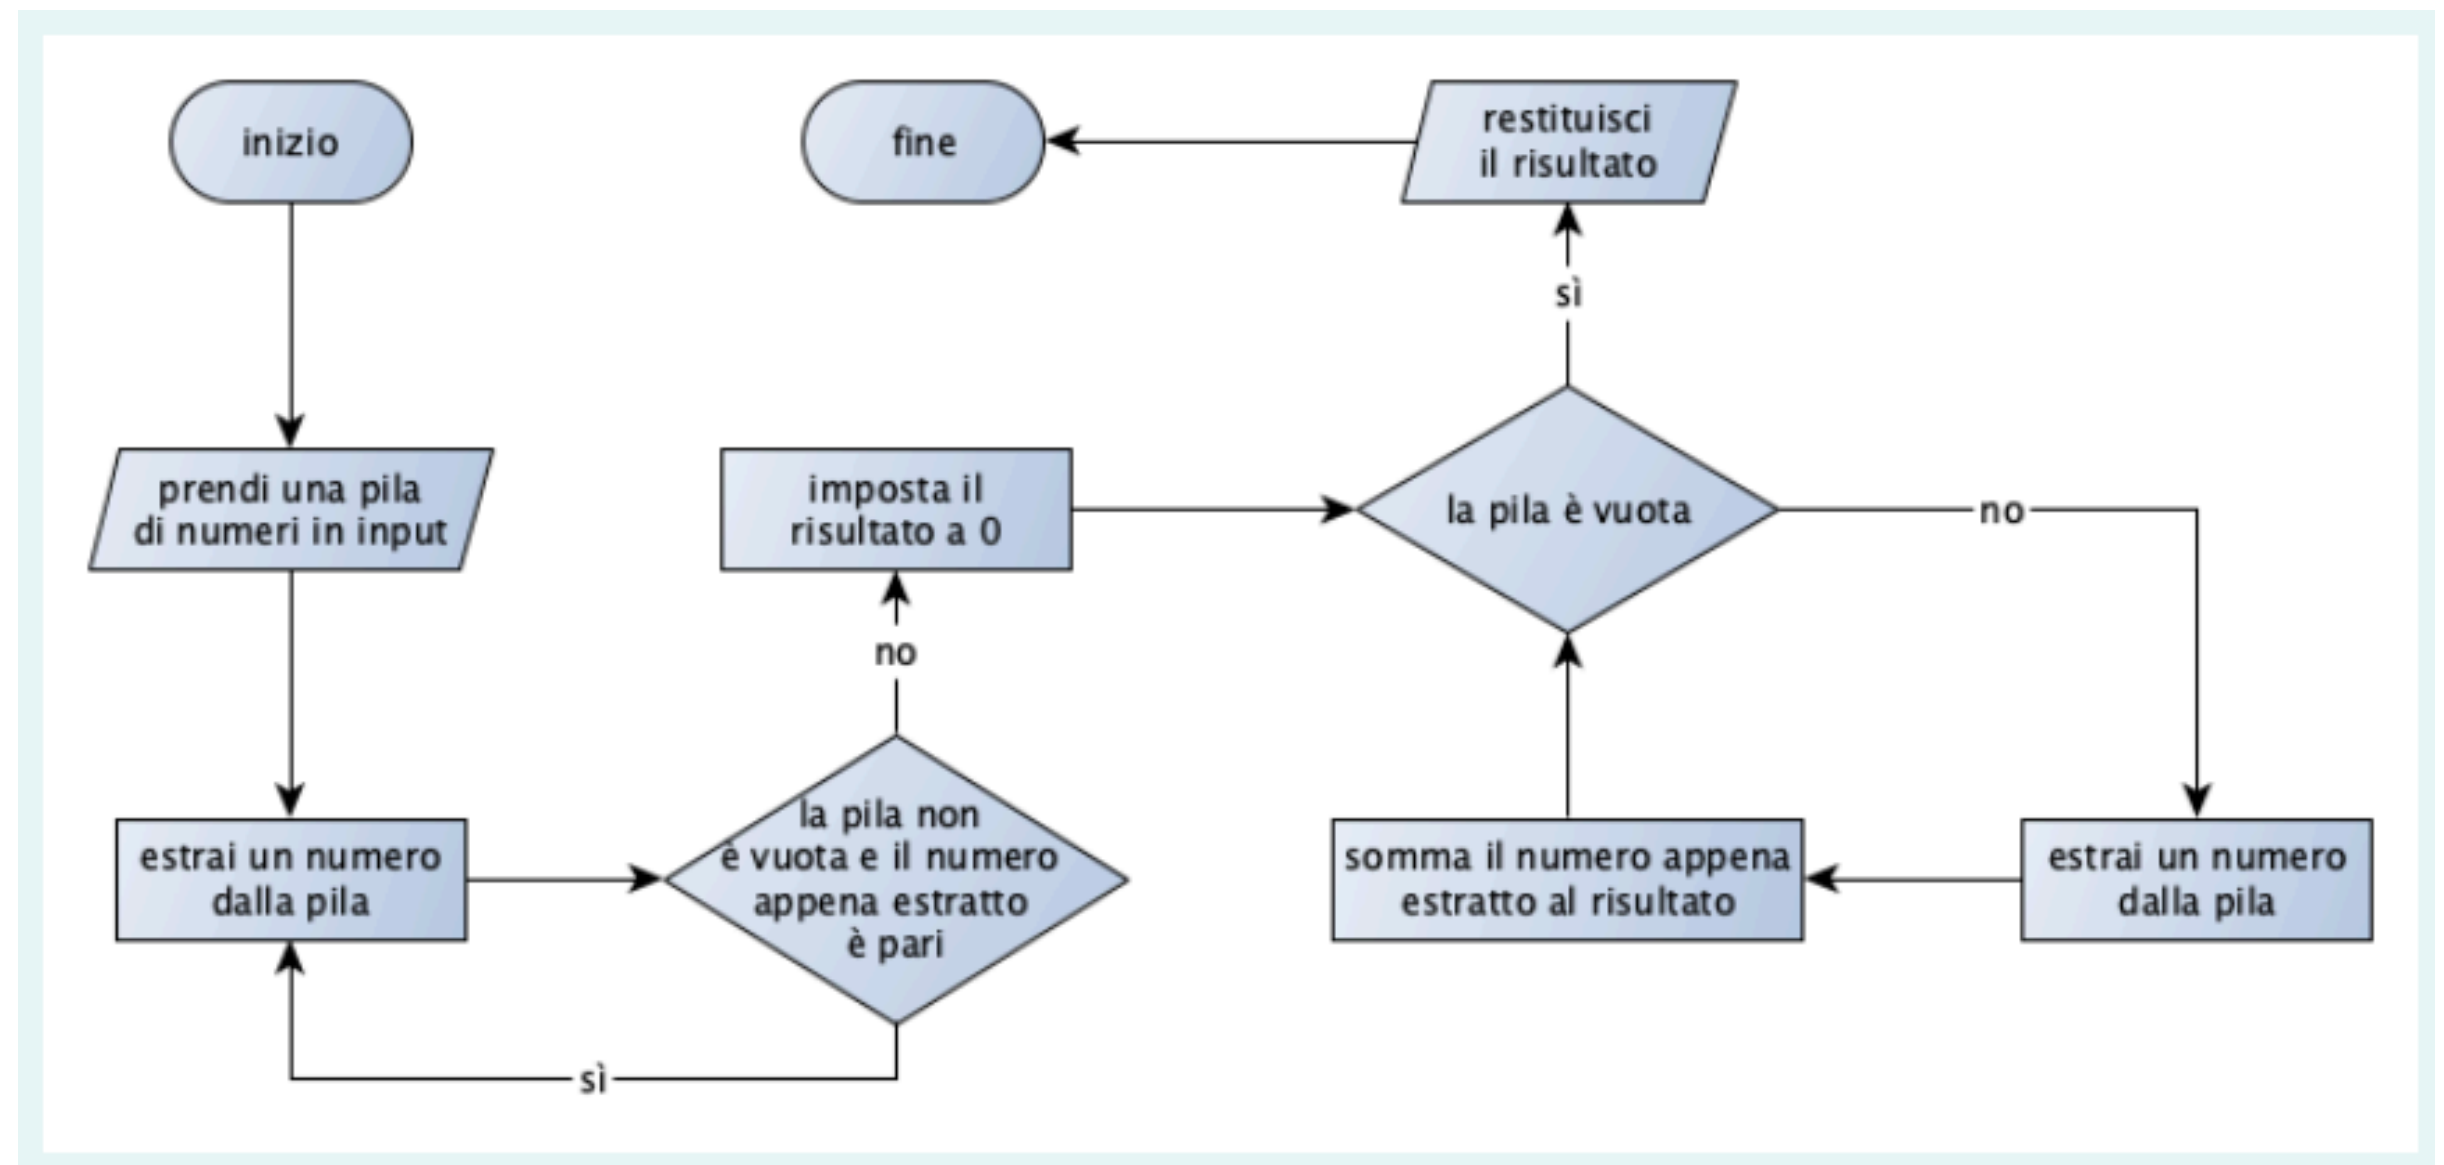 inizio
prendi una pila
di numeri in input
estrai un numero
dalla pila
la pila non
è vuota e il numero
appena estratto
è pari
sì
no
imposta il
risultato a 0
la pila è vuota
no
estrai un numero
dalla pila
somma il numero appena
estratto al risultato
sì
restituisci
il risultato
fine